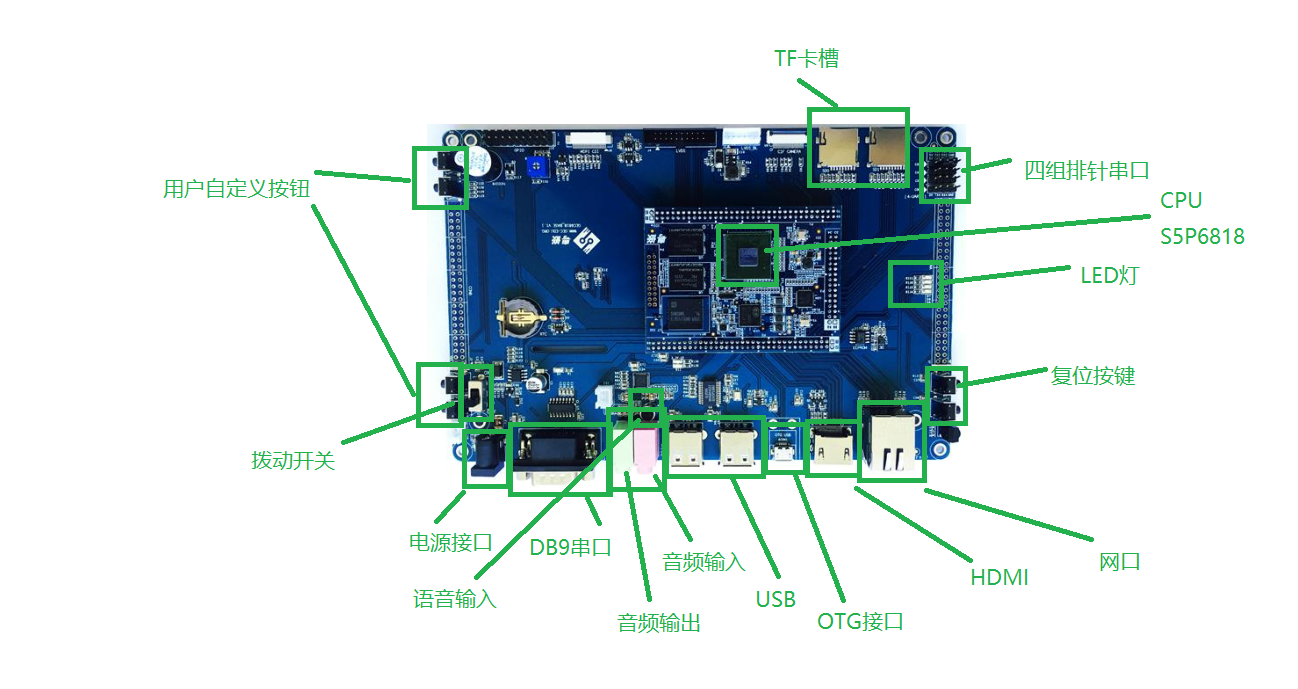 TF卡槽
用户自定义按钮
四组排针串口
CPU
S5P6818
LED灯
复位按键
拨动开关
电源接口
DB9串口
语音输入
音频输入
音频输出
USB
OTG接口
HDMI
网口